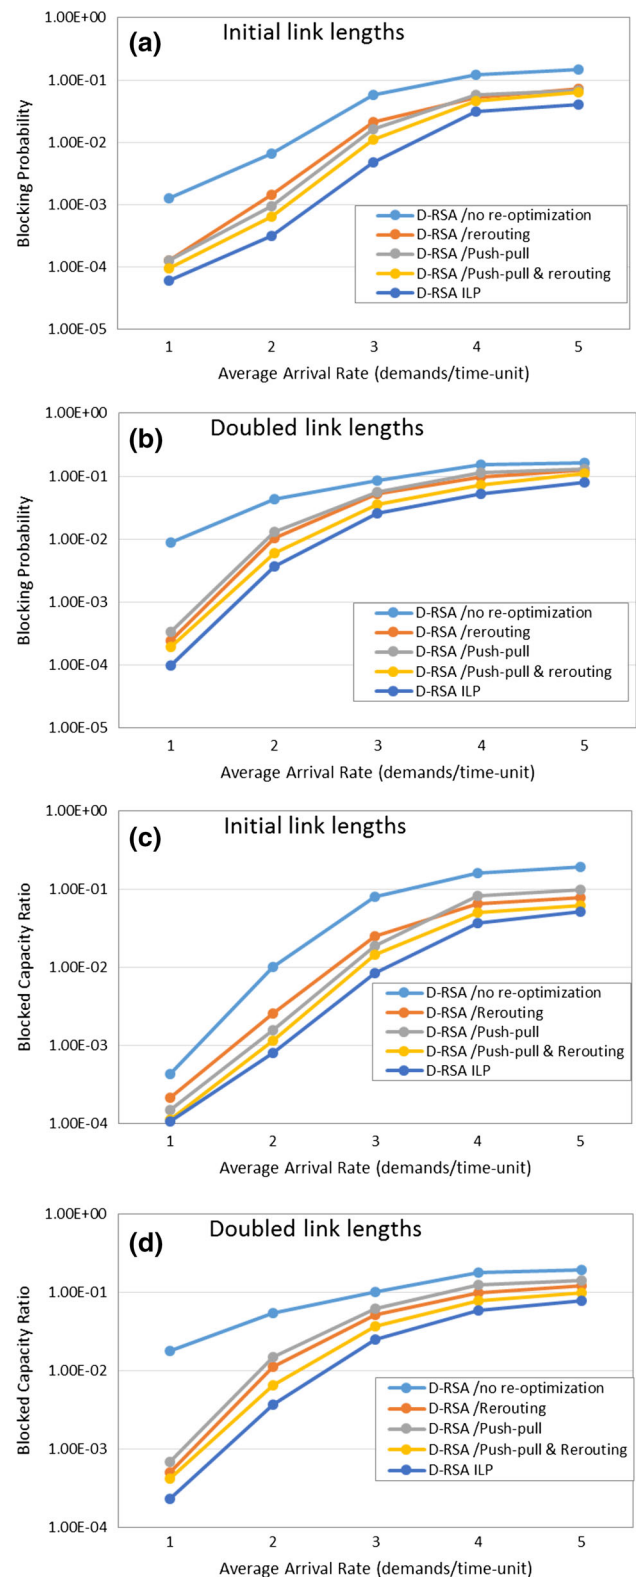 (a) Initial link lengths
1.00E+00
1.00E-01
1.00E-02
1.00E-03
1.00E-04
1.00E-05
Blocking Probability
D-RSA /no re-optimization
D-RSA /rerouting
D-RSA /Push-pull
D-RSA /Push-pull & rerouting
D-RSA ILP
1 2 3 4 5
Average Arrival Rate (demands/time-unit)
(b) Doubled link lengths
1.00E+00
1.00E-01
1.00E-02
1.00E-03
1.00E-04
1.00E-05
Blocking Probability
D-RSA /no re-optimization
D-RSA /rerouting
D-RSA /Push-pull
D-RSA /Push-pull & rerouting
D-RSA ILP
1 2 3 4 5
Average Arrival Rate (demands/time-unit)
(c) Initial link lengths
1.00E+00
1.00E-01
1.00E-02
1.00E-03
1.00E-04
Blocked Capacity Ratio
D-RSA /no re-optimization
D-RSA /Rerouting
D-RSA /Push-pull
D-RSA /Push-pull & Rerouting
D-RSA ILP
1 2 3 4 5
Average Arrival Rate (demands/time-unit)
(d) Doubled link lengths
1.00E+00
1.00E-01
1.00E-02
1.00E-03
1.00E-04
Blocked Capacity Ratio
D-RSA /no re-optimization
D-RSA /Rerouting
D-RSA /Push-pull
D-RSA /Push-pull & Rerouting
D-RSA ILP
1 2 3 4 5
Average Arrival Rate (demands/time-unit)